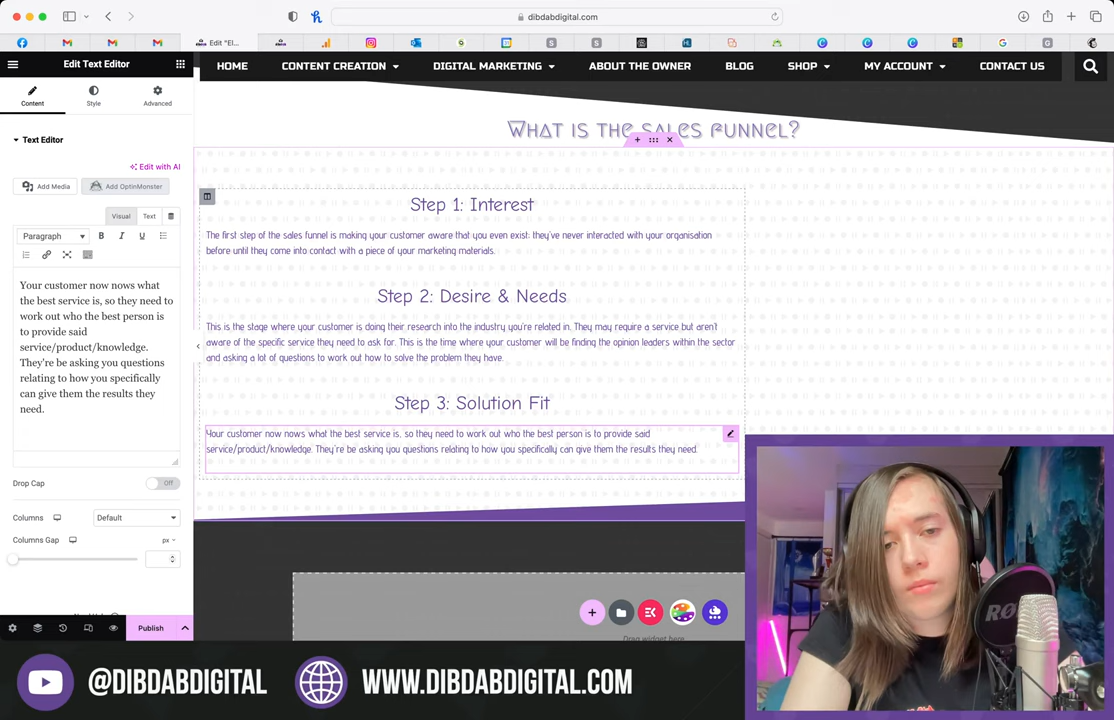 dibdabdigital.com
Edit "El...
Edit Text Editor
HOME CONTENT CREATION DIGITAL MARKETING ABOUT THE OWNER BLOG SHOP MY ACCOUNT CONTACT US
Content Style Advanced
Text Editor
Edit with AI
Add Media Add OptinMonster
Visual Text
Paragraph B I U
Your customer now nows what
the best service is, so they need to
work out who the best person is
to provide said
service/product/knowledge.
They're be asking you questions
relating to how you specifically
can give them the results they
need.
Drop Cap Off
Columns Default
Columns Gap px
Publish
What is the sales funnel?
Step 1: Interest
The first step of the sales funnel is making your customer aware that you even exist; they've never interacted with your organisation
before until they come into contact with a piece of your marketing materials.
Step 2: Desire & Needs
This is the stage where your customer is doing their research into the industry you're related in. They may require a service but aren't
aware of the specific service they need to ask for. This is the time where your customer will be finding the opinion leaders within the sector
and asking a lot of questions to work out how to solve the problem they have.
Step 3: Solution Fit
Your customer now nows what the best service is, so they need to work out who the best person is to provide said
service/product/knowledge. They're be asking you questions relating to how you specifically can give them the results they need.
Drag widget here
@DIBDABDIGITAL WWW.DIBDABDIGITAL.COM